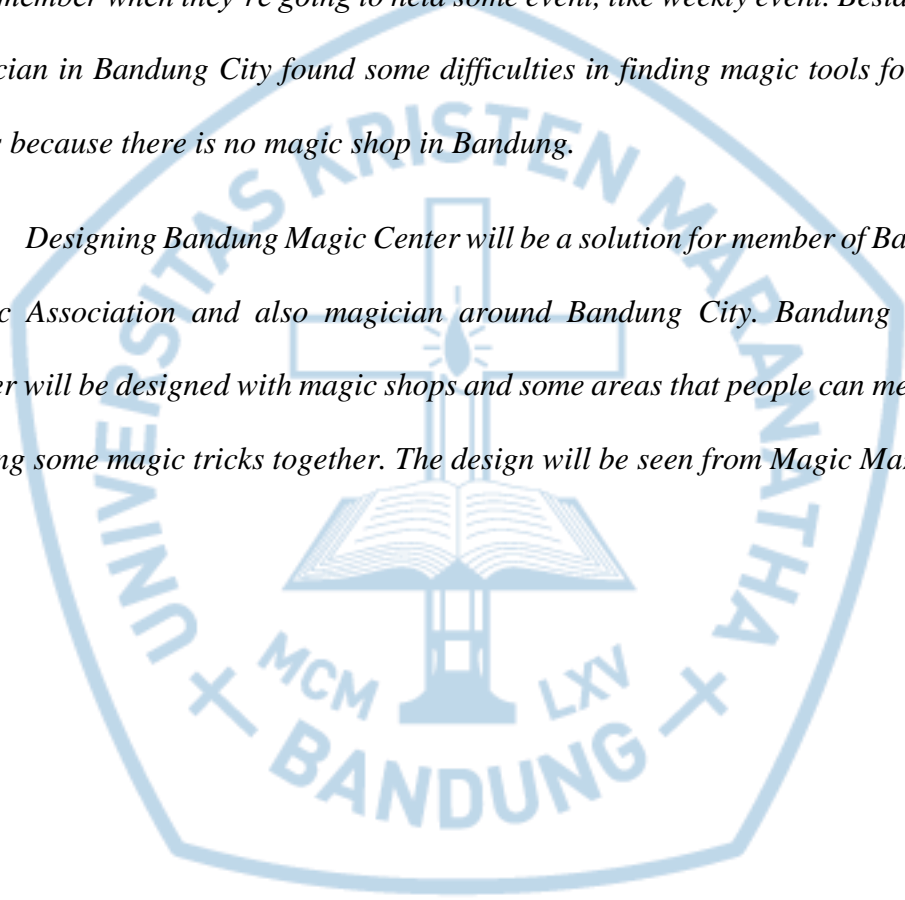 member when they're going to held some event, like weekly event. Besid
cian in Bandung City found some difficulties in finding magic tools fo
because there is no magic shop in Bandung.
Designing Bandung Magic Center will be a solution for member of Ba
c Association and also magician around Bandung City. Bandung
er will be designed with magic shops and some areas that people can me
ng some magic tricks together. The design will be seen from Magic Ma
UNIVERSITAS KRISTEN MARANATHA
MCM LXV
BANDUNG